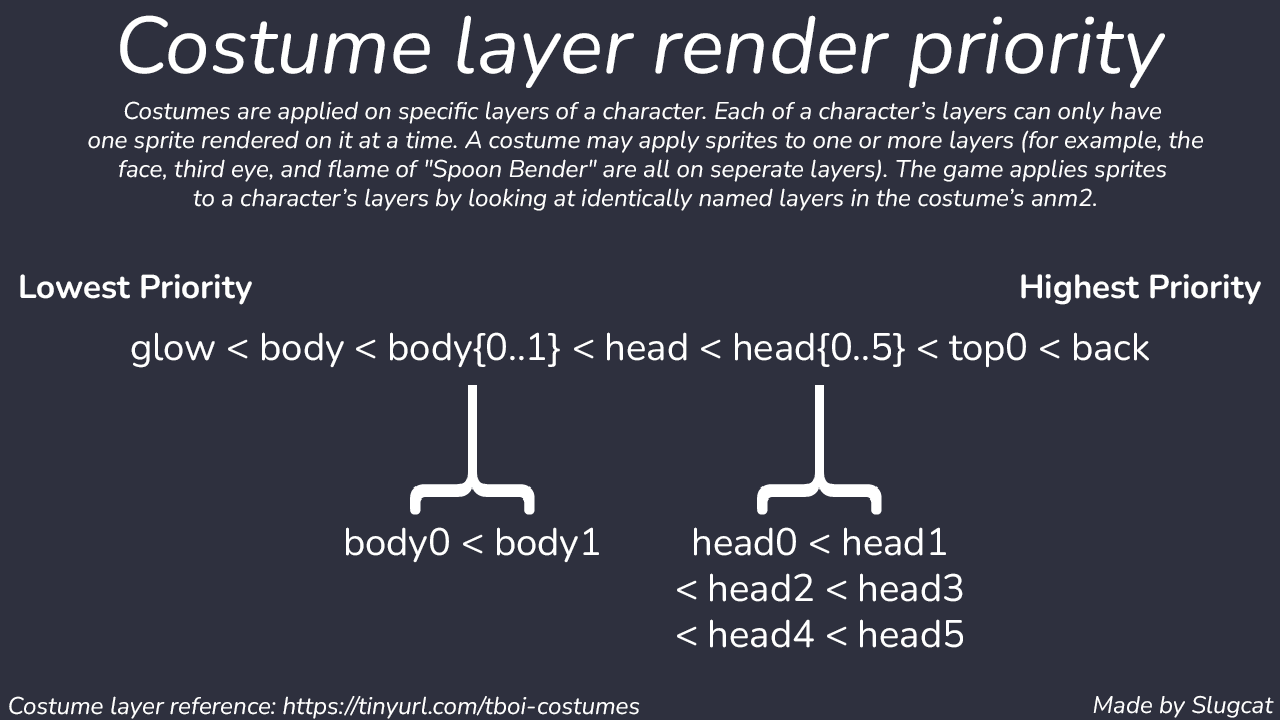 Costume layer render priority
Costumes are applied on specific layers of a character. Each of a character’s layers can only have
one sprite rendered on it at a time. A costume may apply sprites to one or more layers (for example, the
face, third eye, and flame of "Spoon Bender" are all on seperate layers). The game applies sprites
to a character’s layers by looking at identically named layers in the costume’s anm2.
Lowest Priority
Highest Priority
glow < body < body{0..1} < head < head{0..5} < top0 < back
body0 < body1
head0 < head1
< head2 < head3
< head4 < head5
Costume layer reference: https://tinyurl.com/tboi-costumes
Made by Slugcat